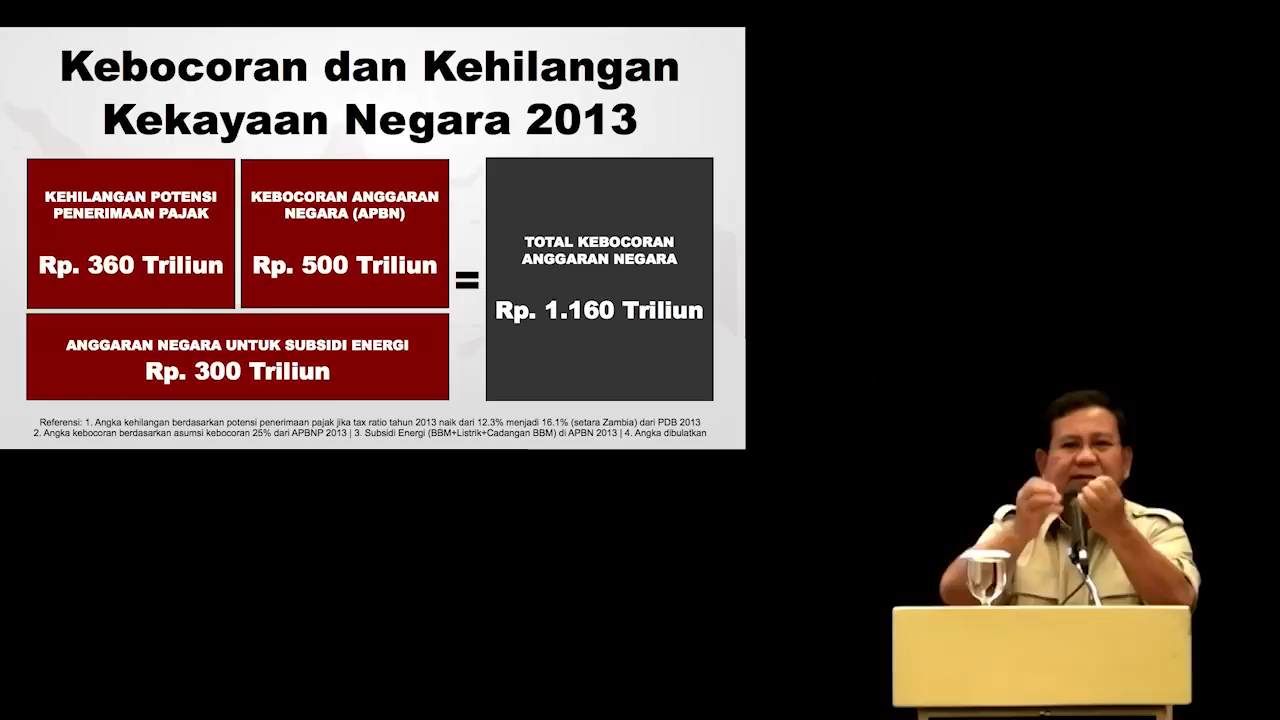 Kebocoran dan Kehilangan
Kekayaan Negara 2013
KEHILANGAN POTENSI
PENERIMAAN PAJAK
Rp. 360 Triliun
KEBOCORAN ANGGARAN
NEGARA (APBN)
Rp. 500 Triliun
ANGGARAN NEGARA UNTUK SUBSIDI ENERGI
Rp. 300 Triliun
=
TOTAL KEBOCORAN
ANGGARAN NEGARA
Rp. 1.160 Triliun
Referensi: 1. Angka kehilangan berdasarkan potensi penerimaan pajak jika tax ratio tahun 2013 naik dari 12.3% menjadi 16.1% (setara Zambia) dari PDB 2013
2. Angka kebocoran berdasarkan asumsi kebocoran 25% dari APBNP 2013 | 3. Subsidi Energi (BBM+Listrik+Cadangan BBM) di APBN 2013 | 4. Angka dibulatkan